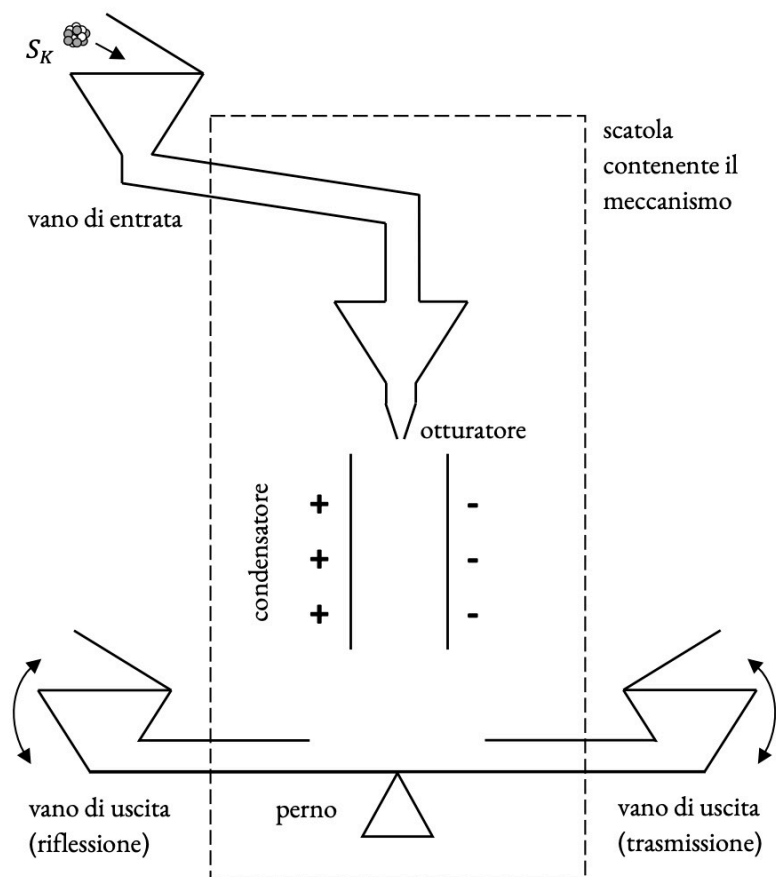 S_K
scatola
contenente il
meccanismo
vano di entrata
otturatore
condensatore
+ -
+ -
+ -
vano di uscita
(riflessione)
perno
vano di uscita
(trasmissione)